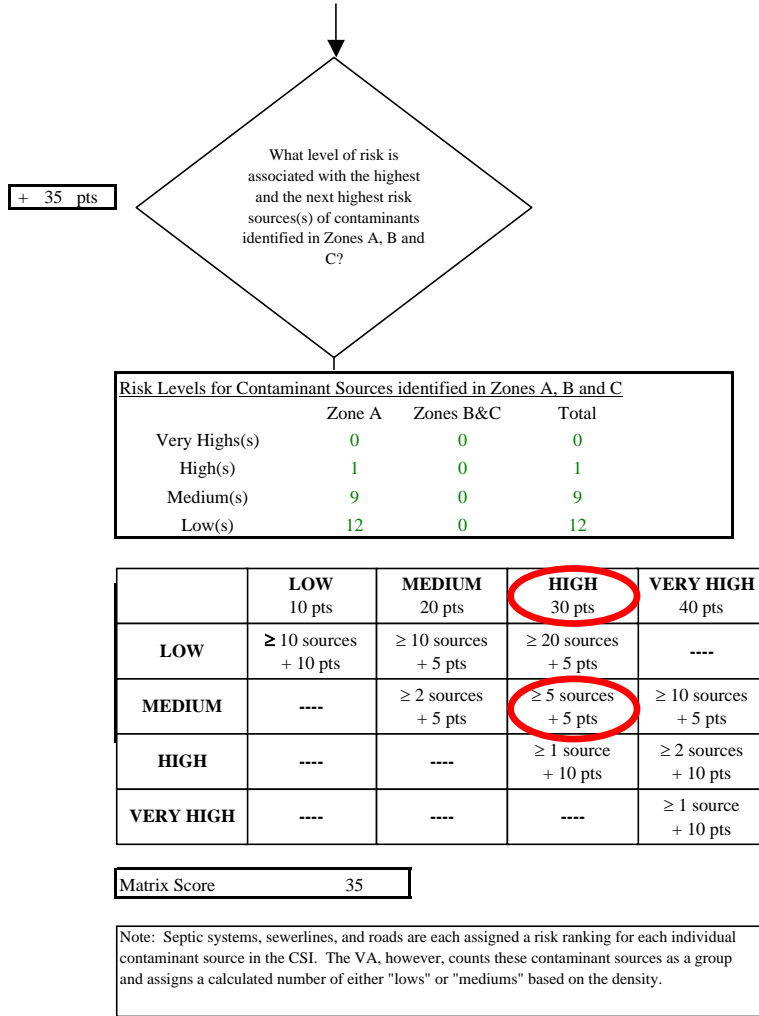 What level of risk is
associated with the highest
and the next highest risk
sources(s) of contaminants
identified in Zones A, B and
C?
+ 35 pts
Risk Levels for Contaminant Sources identified in Zones A, B and C
Zone A Zones B&C Total
Very Highs(s) 0 0 0
High(s) 1 0 1
Medium(s) 9 0 9
Low(s) 12 0 12
LOW MEDIUM HIGH VERY HIGH
10 pts 20 pts 30 pts 40 pts
LOW ≥ 10 sources ≥ 10 sources ≥ 20 sources ----
+ 10 pts + 5 pts + 5 pts
MEDIUM ---- ≥ 2 sources ≥ 5 sources ≥ 10 sources
+ 5 pts + 5 pts + 5 pts
HIGH ---- ---- ≥ 1 source ≥ 2 sources
+ 10 pts + 10 pts
VERY HIGH ---- ---- ---- ≥ 1 source
+ 10 pts
Matrix Score 35
Note: Septic systems, sewerlines, and roads are each assigned a risk ranking for each individual
contaminant source in the CSI. The VA, however, counts these contaminant sources as a group
and assigns a calculated number of either "lows" or "mediums" based on the density.